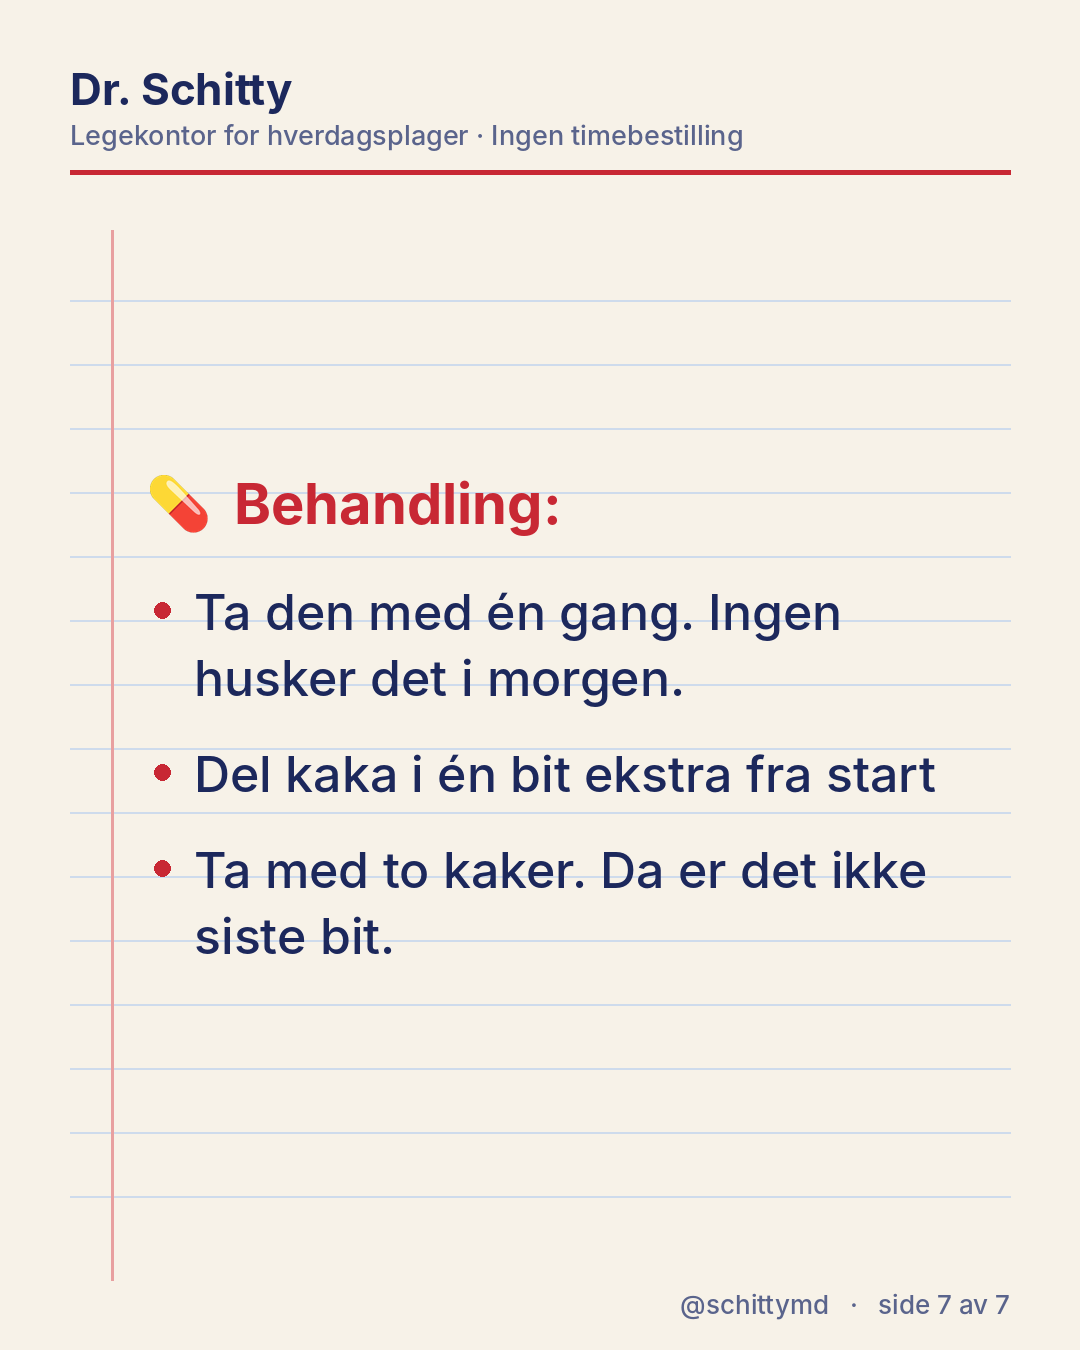 Dr. Schitty
Legekontor for hverdagsplager · Ingen timebestilling
💊 Behandling:
• Ta den med én gang. Ingen
husker det i morgen.
• Del kaka i én bit ekstra fra start
• Ta med to kaker. Da er det ikke
siste bit.
@schittymd · side 7 av 7